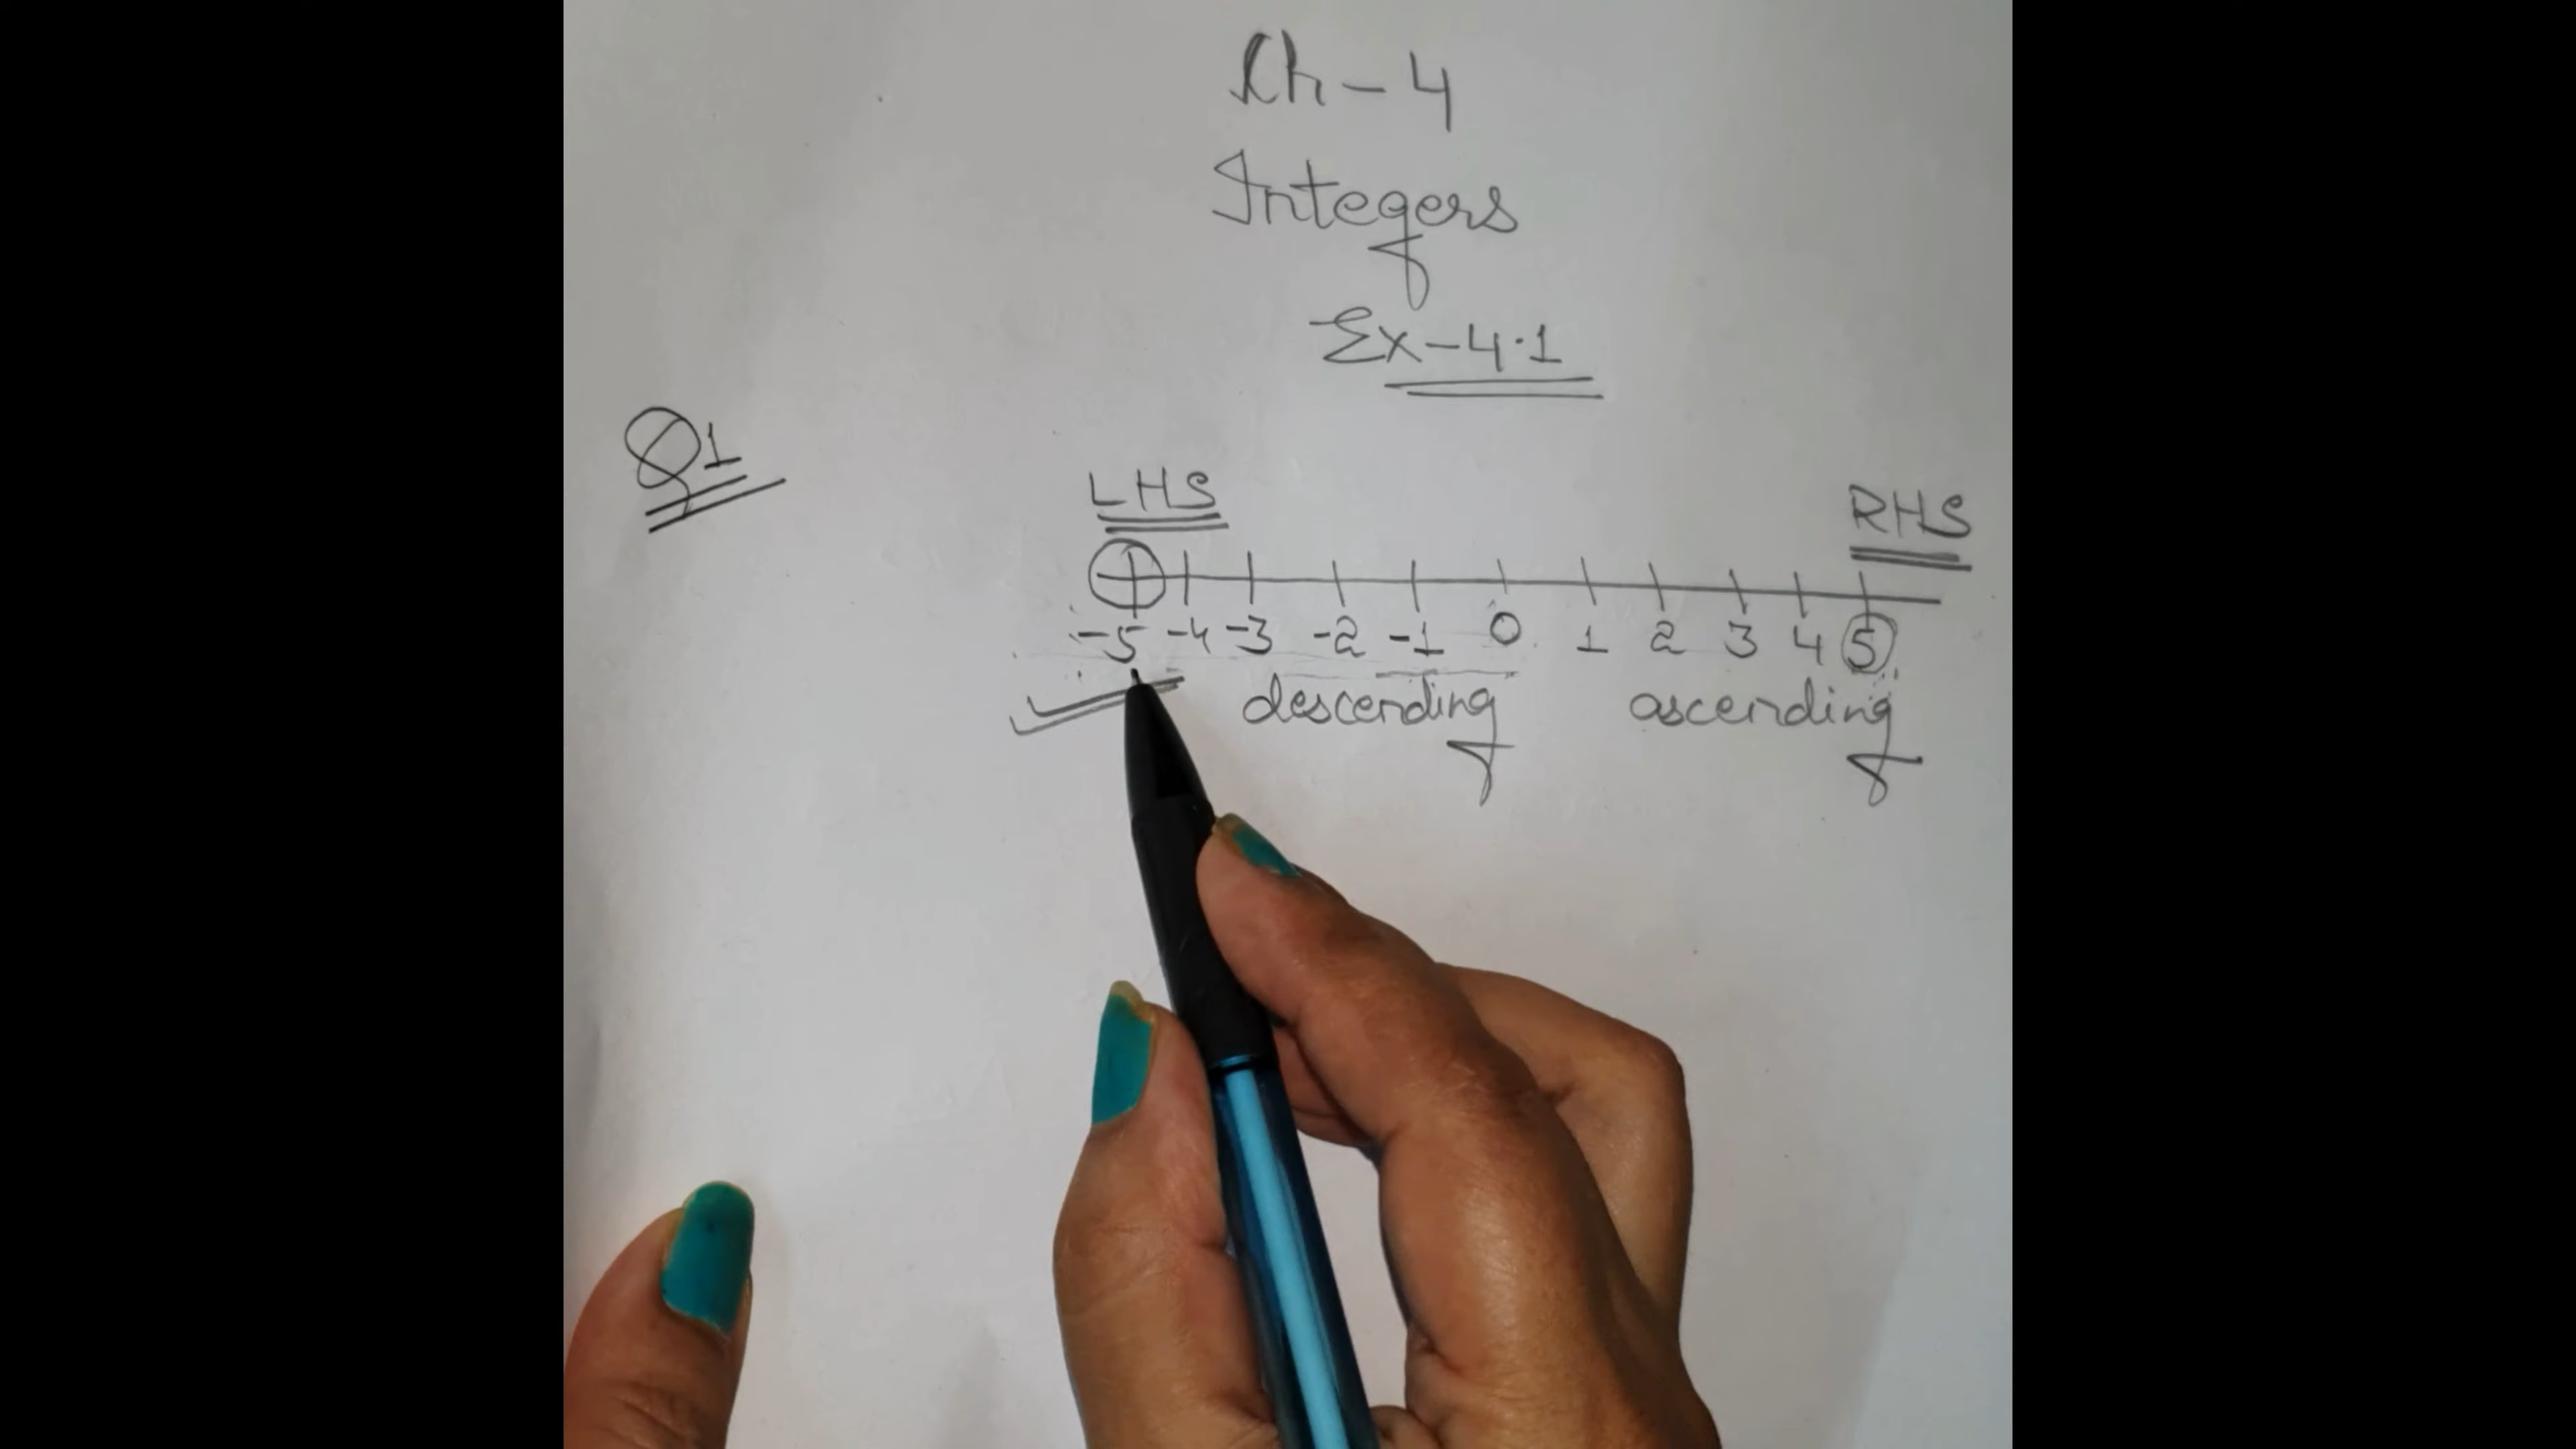 Ch-4
Integers
Ex-4.1
Q1
LHS
RHS
-5 -4 -3 -2 -1 0 1 2 3 4 5
descending ascending